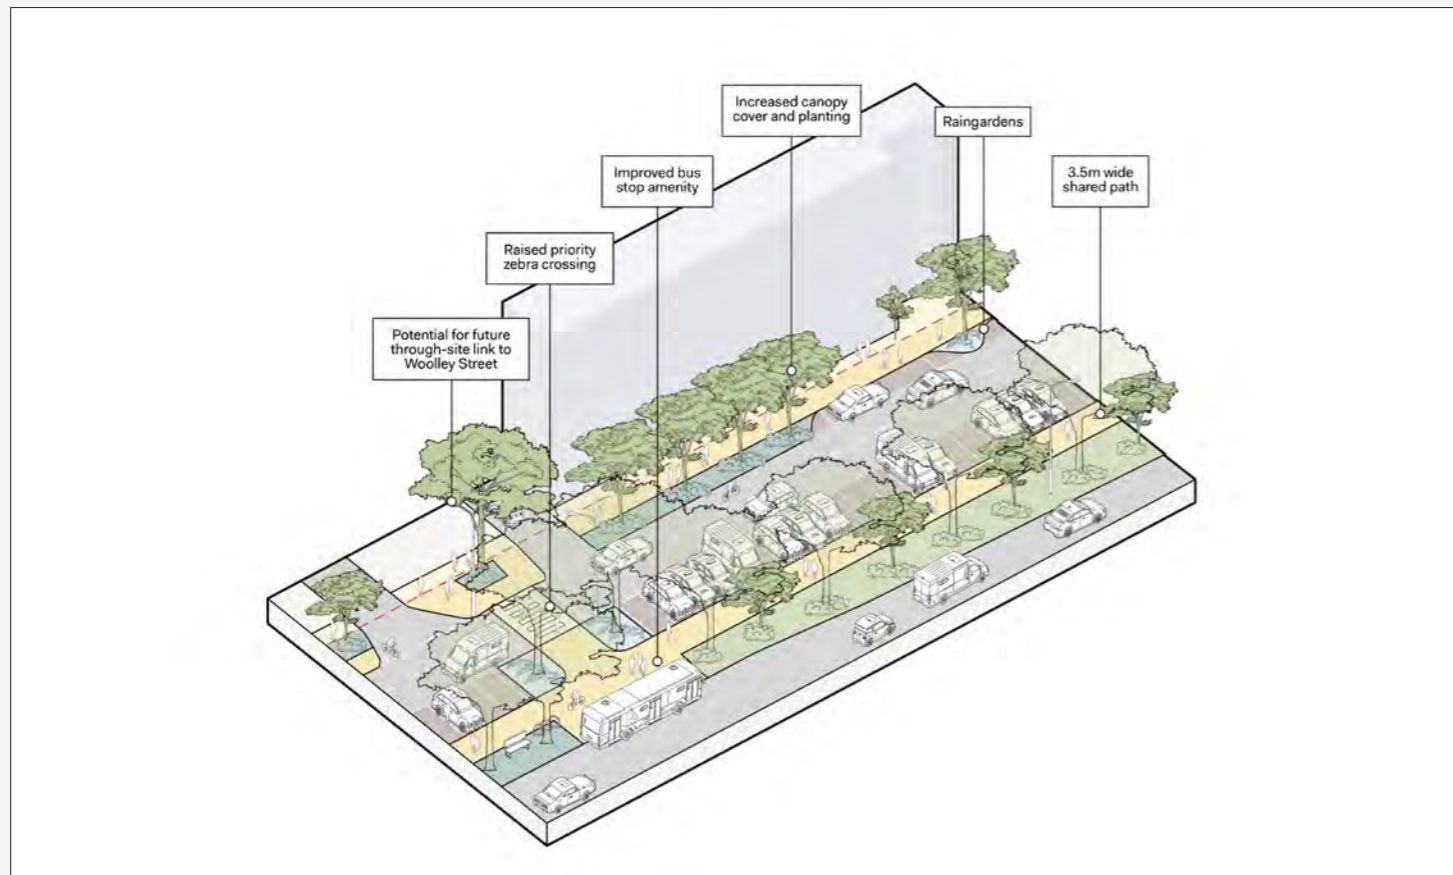 Increased canopy
cover and planting
Raingardens
Improved bus
stop amenity
3.5m wide
shared path
Raised priority
zebra crossing
Potential for future
through-site link to
Woolley Street